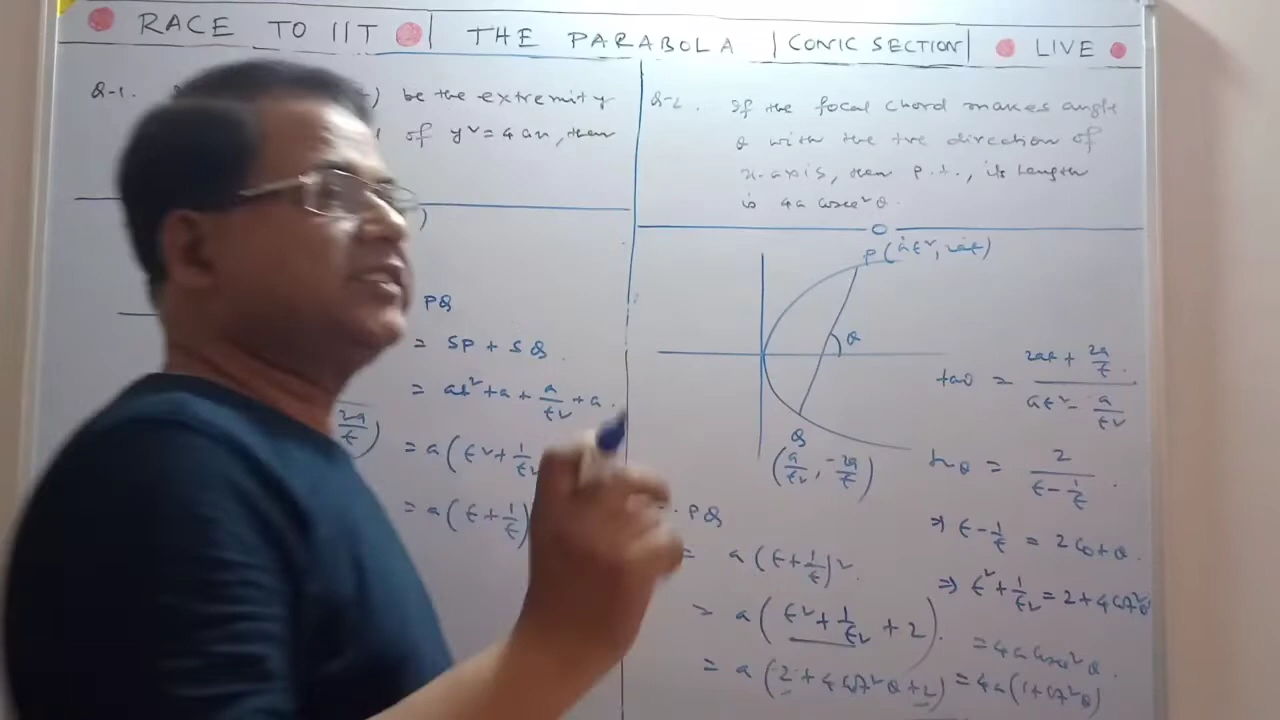 RACE TO IIT | THE PARABOLA | CONIC SECTION | LIVE
Q-1. t) be the extremity
of y² = 4ax, then
)
PQ
= SP + SQ.
= at² + a + a/t² + a.
2a/t)
= a(t² + 1/t²
= a(t + 1/t)
Q-2. If the focal chord makes angle
θ with the +ve direction of
x-axis, then p.t., its length
is 4a cosec²θ.
P(at², 2at)
θ
Q
(a/t², -2a/t)
tanθ = (2at + 2a/t)/(at² - a/t²)
tanθ = 2/(t - 1/t).
⇒ t - 1/t = 2cotθ.
⇒ t² + 1/t² = 2 + 4cot²θ
PQ
= a(t + 1/t)².
= a(t² + 1/t² + 2).
= a(2 + 4cot²θ + 2) = 4a(1 + cot²θ)
= 4a cosec²θ.